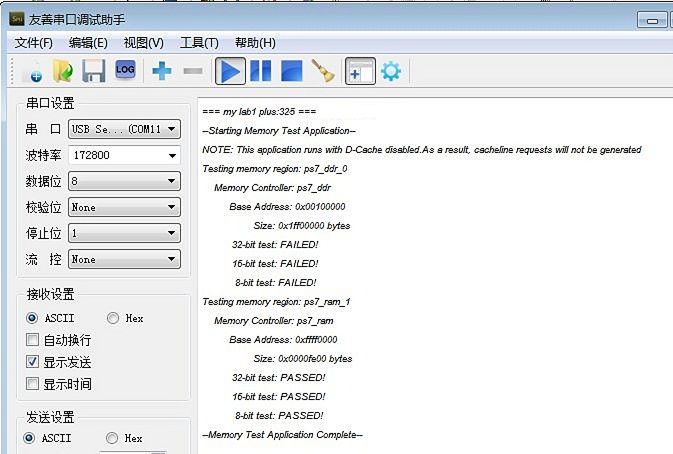 友善串口调试助手
文件(F) 编辑(E) 视图(V) 工具(T) 帮助(H)
LOG
串口设置
串 口 USB Se...(COM11
波特率 172800
数据位 8
校验位 None
停止位 1
流 控 None
接收设置
ASCII Hex
自动换行
显示发送
显示时间
发送设置
ASCII Hex
=== my lab1 plus:325 ===
--Starting Memory Test Application--
NOTE: This application runs with D-Cache disabled.As a result, cacheline requests will not be generated
Testing memory region: ps7_ddr_0
Memory Controller: ps7_ddr
Base Address: 0x00100000
Size: 0x1ff00000 bytes
32-bit test: FAILED!
16-bit test: FAILED!
8-bit test: FAILED!
Testing memory region: ps7_ram_1
Memory Controller: ps7_ram
Base Address: 0xffff0000
Size: 0x0000fe00 bytes
32-bit test: PASSED!
16-bit test: PASSED!
8-bit test: PASSED!
--Memory Test Application Complete--